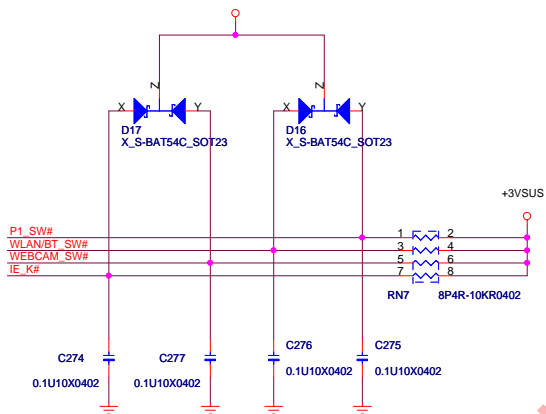 Z
Z
X
Y
X
Y
D17
D16
X_S-BAT54C_SOT23
X_S-BAT54C_SOT23
+3VSUS
P1_SW#
1
2
WLAN/BT_SW#
3
4
WEBCAM_SW#
5
6
IE_K#
7
8
RN7
8P4R-10KR0402
C274
C277
C276
C275
0.1U10X0402
0.1U10X0402
0.1U10X0402
0.1U10X0402